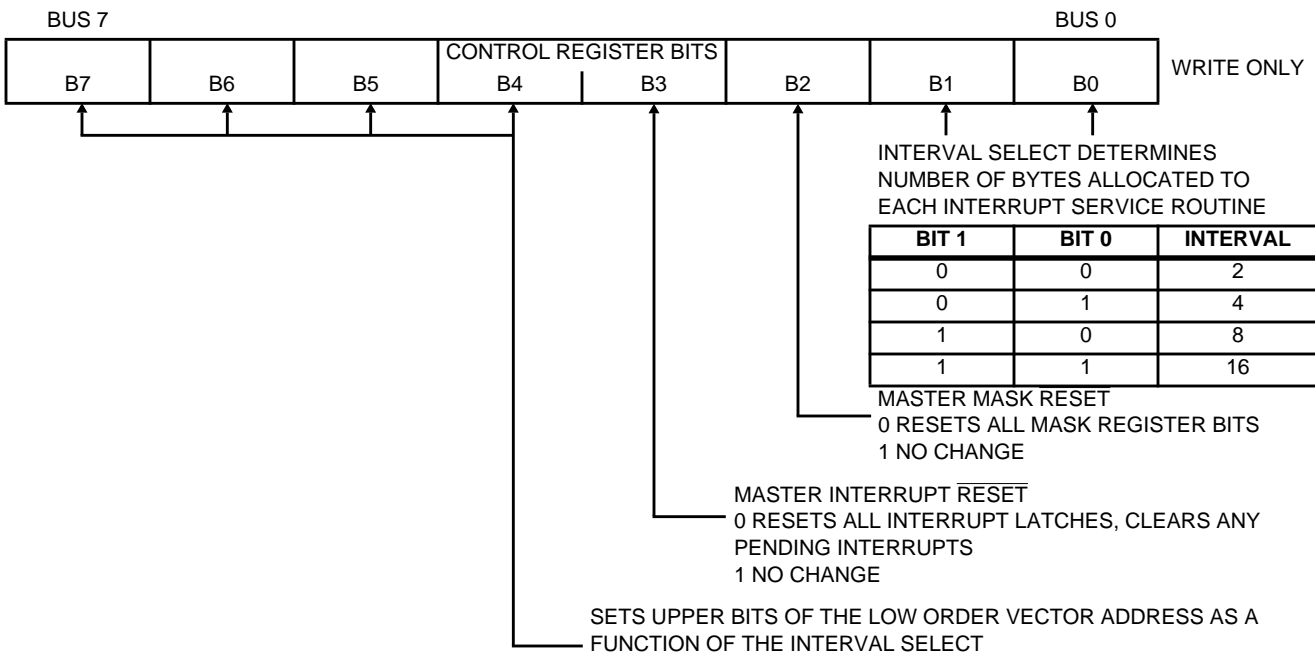 BUS 7 BUS 0
CONTROL REGISTER BITS
B7 B6 B5 B4 B3 B2 B1 B0
WRITE ONLY
INTERVAL SELECT DETERMINES
NUMBER OF BYTES ALLOCATED TO
EACH INTERRUPT SERVICE ROUTINE
BIT 1 BIT 0 INTERVAL
0 0 2
0 1 4
1 0 8
1 1 16
MASTER MASK RESET
0 RESETS ALL MASK REGISTER BITS
1 NO CHANGE
MASTER INTERRUPT RESET
0 RESETS ALL INTERRUPT LATCHES, CLEARS ANY
PENDING INTERRUPTS
1 NO CHANGE
SETS UPPER BITS OF THE LOW ORDER VECTOR ADDRESS AS A
FUNCTION OF THE INTERVAL SELECT